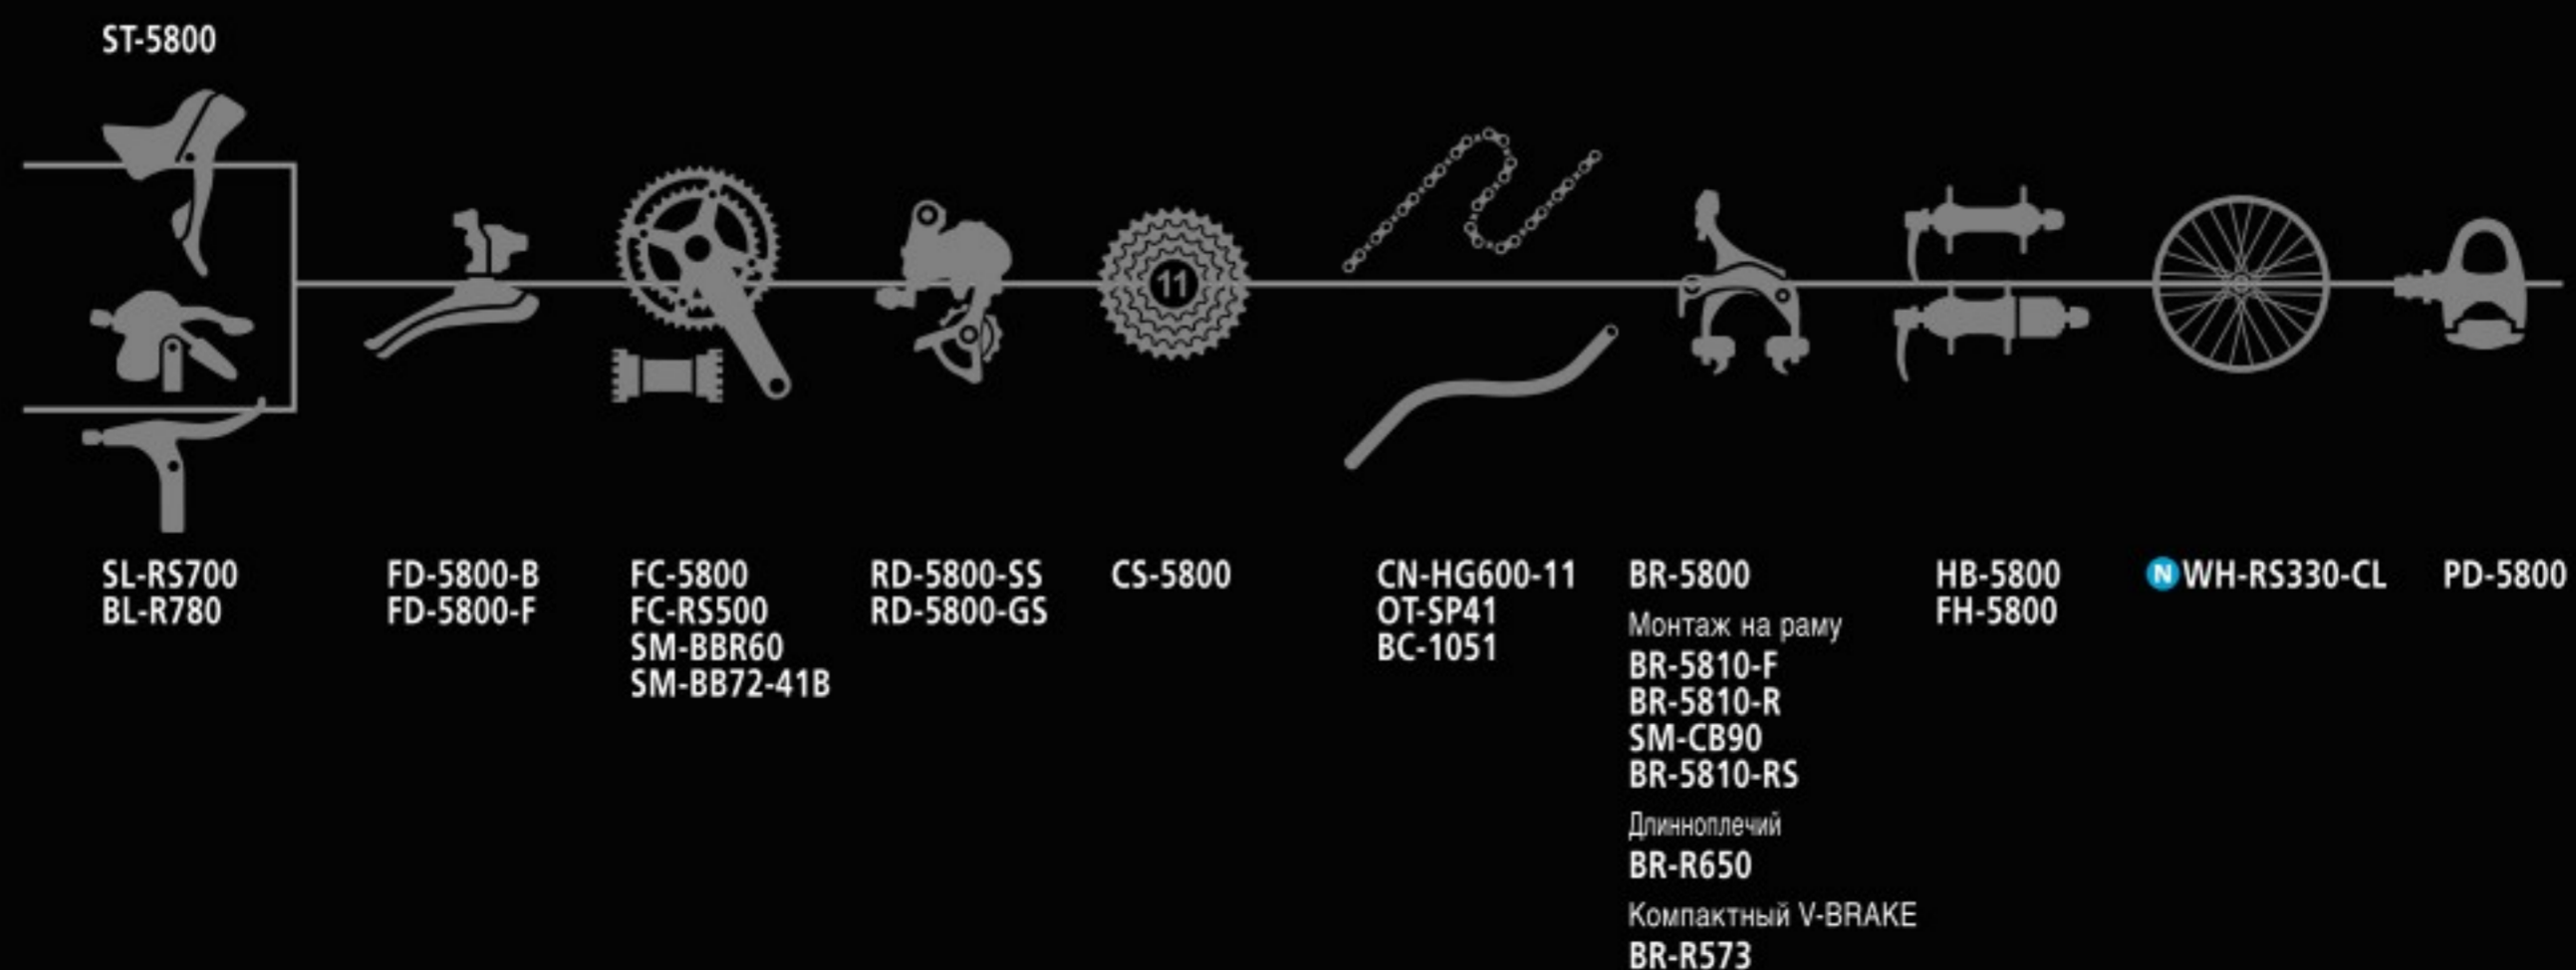 ST-5800
11
SL-RS700
BL-R780
FD-5800-B
FD-5800-F
FC-5800
FC-RS500
SM-BBR60
SM-BB72-41B
RD-5800-SS
RD-5800-GS
CS-5800
CN-HG600-11
OT-SP41
BC-1051
BR-5800
Монтаж на раму
BR-5810-F
BR-5810-R
SM-CB90
BR-5810-RS
Длинноплечий
BR-R650
Компактный V-BRAKE
BR-R573
HB-5800
FH-5800
N WH-RS330-CL
PD-5800